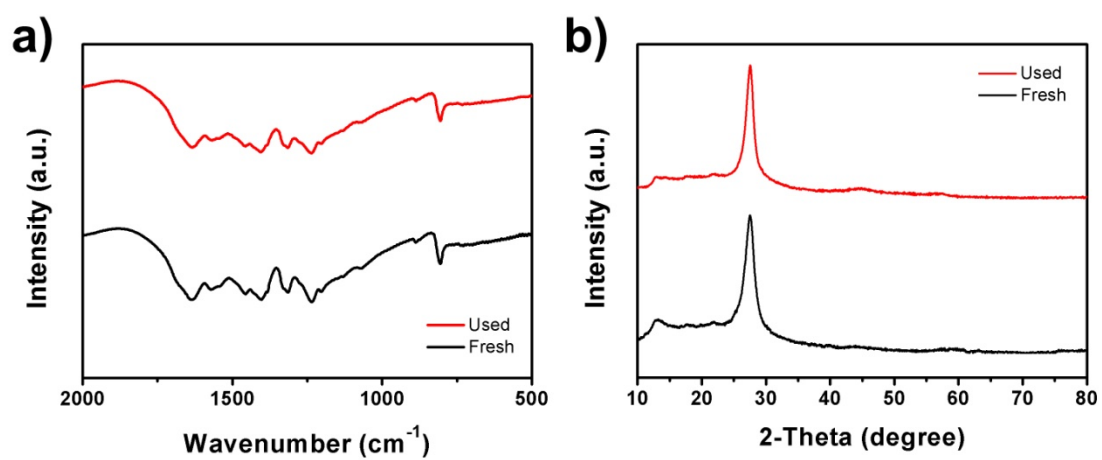 a)
Intensity (a.u.)
Used
Fresh
2000 1500 1000 500
Wavenumber (cm⁻¹)
b)
Intensity (a.u.)
Used
Fresh
10 20 30 40 50 60 70 80
2-Theta (degree)